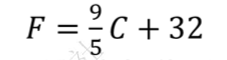 F = 9/5 C + 32